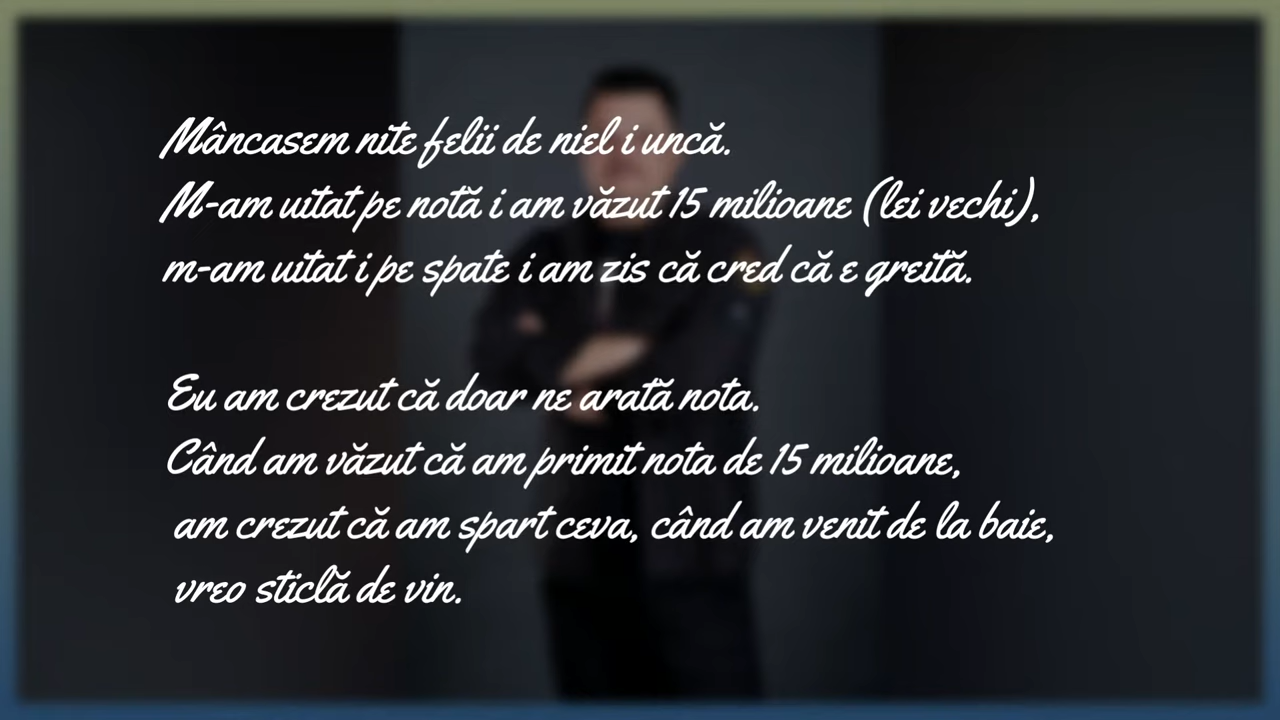 Mâncasem nite felii de niel i uncă.
M-am uitat pe notă i am văzut 15 milioane (lei vechi),
m-am uitat i pe spate i am zis că cred că e greită.
Eu am crezut că doar ne arată nota.
Când am văzut că am primit nota de 15 milioane,
am crezut că am spart ceva, când am venit de la baie,
vreo sticlă de vin.